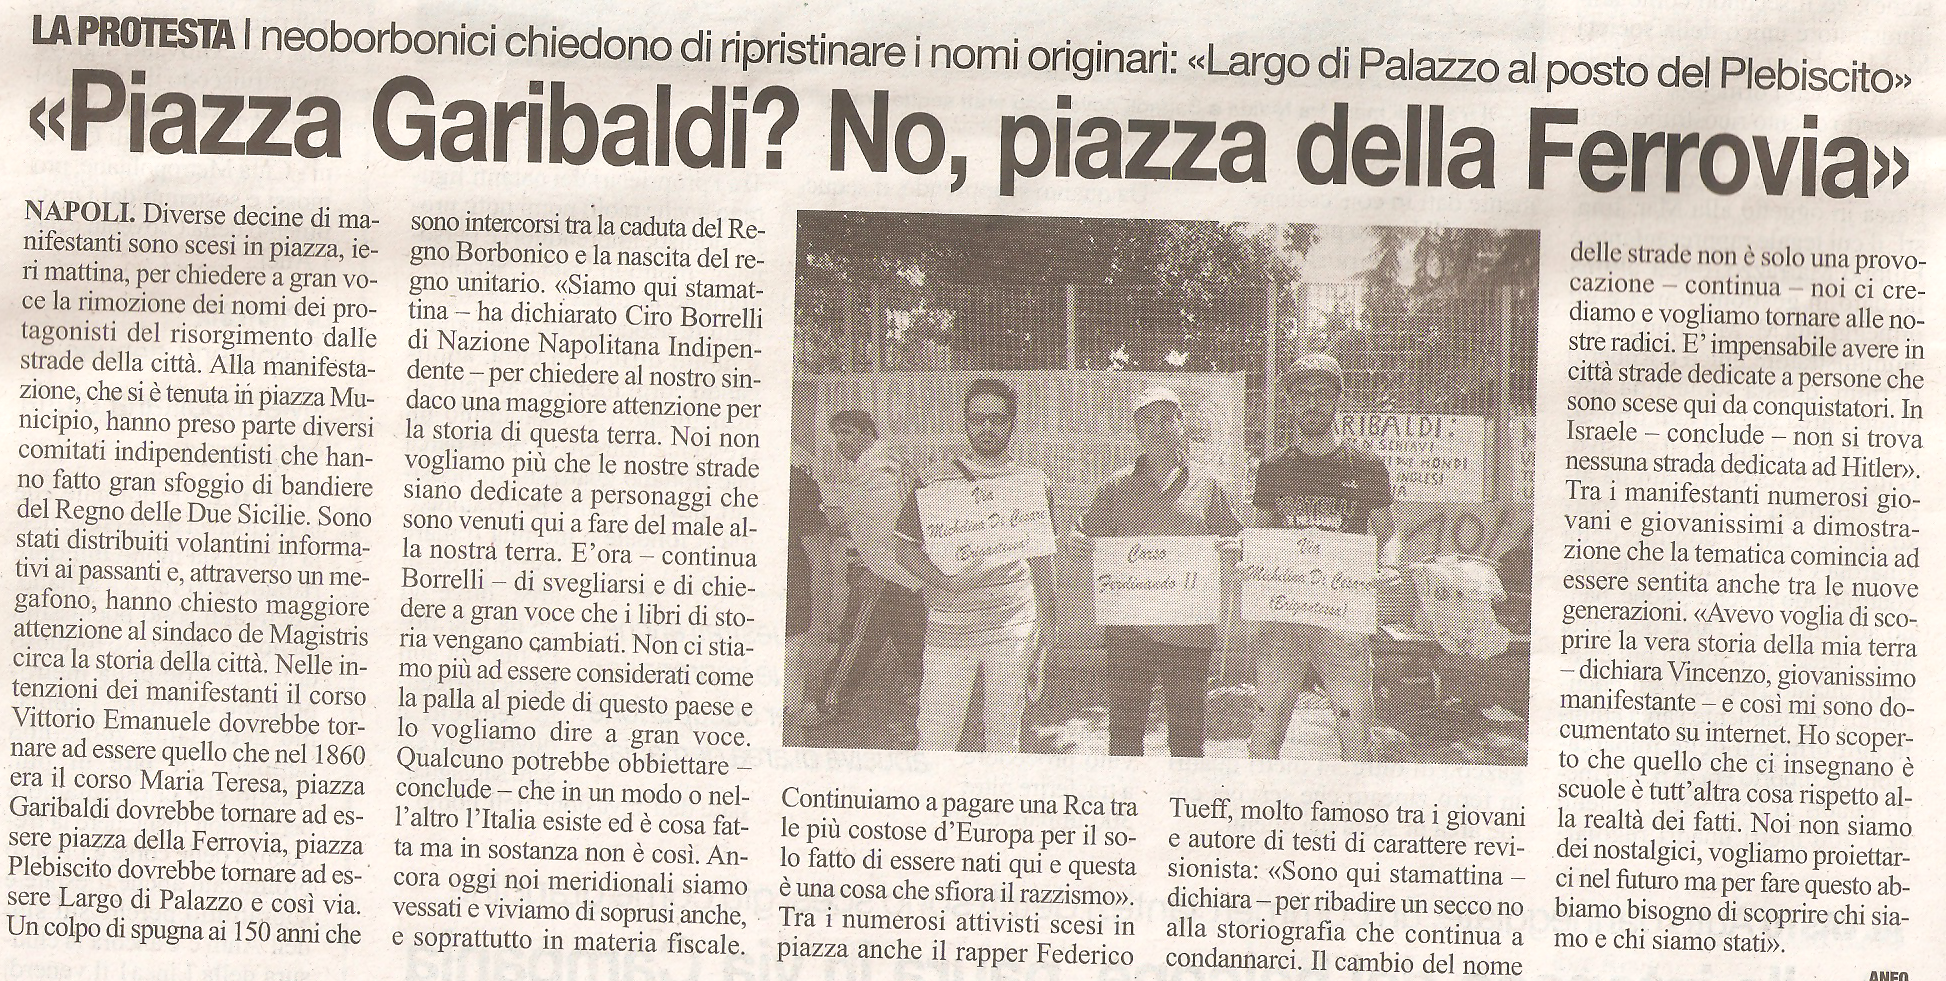 LA PROTESTA I neoborbonici chiedono di ripristinare i nomi originari: «Largo di Palazzo al posto del Plebiscito»
«Piazza Garibaldi? No, piazza della Ferrovia»
NAPOLI. Diverse decine di ma-
nifestanti sono scesi in piazza, ie-
ri mattina, per chiedere a gran vo-
ce la rimozione dei nomi dei pro-
tagonisti del risorgimento dalle
strade della città. Alla manifesta-
zione, che si è tenuta in piazza Mu-
nicipio, hanno preso parte diversi
comitati indipendentisti che han-
no fatto gran sfoggio di bandiere
del Regno delle Due Sicilie. Sono
stati distribuiti volantini informa-
tivi ai passanti e, attraverso un me-
gafono, hanno chiesto maggiore
attenzione al sindaco de Magistris
circa la storia della città. Nelle in-
tenzioni dei manifestanti il corso
Vittorio Emanuele dovrebbe tor-
nare ad essere quello che nel 1860
era il corso Maria Teresa, piazza
Garibaldi dovrebbe tornare ad es-
sere piazza della Ferrovia, piazza
Plebiscito dovrebbe tornare ad es-
sere Largo di Palazzo e così via.
Un colpo di spugna ai 150 anni che
sono intercorsi tra la caduta del Re-
gno Borbonico e la nascita del re-
gno unitario. «Siamo qui stamat-
tina – ha dichiarato Ciro Borrelli
di Nazione Napolitana Indipen-
dente – per chiedere al nostro sin-
daco una maggiore attenzione per
la storia di questa terra. Noi non
vogliamo più che le nostre strade
siano dedicate a personaggi che
sono venuti qui a fare del male al-
la nostra terra. E'ora – continua
Borrelli – di svegliarsi e di chie-
dere a gran voce che i libri di sto-
ria vengano cambiati. Non ci stia-
mo più ad essere considerati come
la palla al piede di questo paese e
lo vogliamo dire a gran voce.
Qualcuno potrebbe obbiettare –
conclude – che in un modo o nel-
l'altro l'Italia esiste ed è cosa fat-
ta ma in sostanza non è così. An-
cora oggi noi meridionali siamo
vessati e viviamo di soprusi anche,
e soprattutto in materia fiscale.
Via
Michelina Di Cesare
(Brigantessa)
Corso
Ferdinando II
Via
Michelina Di Cesare
(Brigantessa)
ARIBALDI:
SCHIAVI
DUE MONDI
INGLESI
Continuiamo a pagare una Rca tra
le più costose d'Europa per il so-
lo fatto di essere nati qui e questa
è una cosa che sfiora il razzismo».
Tra i numerosi attivisti scesi in
piazza anche il rapper Federico
Tueff, molto famoso tra i giovani
e autore di testi di carattere revi-
sionista: «Sono qui stamattina –
dichiara – per ribadire un secco no
alla storiografia che continua a
condannarci. Il cambio del nome
delle strade non è solo una provo-
cazione – continua – noi ci cre-
diamo e vogliamo tornare alle no-
stre radici. E' impensabile avere in
città strade dedicate a persone che
sono scese qui da conquistatori. In
Israele – conclude – non si trova
nessuna strada dedicata ad Hitler».
Tra i manifestanti numerosi gio-
vani e giovanissimi a dimostra-
zione che la tematica comincia ad
essere sentita anche tra le nuove
generazioni. «Avevo voglia di sco-
prire la vera storia della mia terra
– dichiara Vincenzo, giovanissimo
manifestante – e così mi sono do-
cumentato su internet. Ho scoper-
to che quello che ci insegnano è
scuole è tutt'altra cosa rispetto al-
la realtà dei fatti. Noi non siamo
dei nostalgici, vogliamo proiettar-
ci nel futuro ma per fare questo ab-
biamo bisogno di scoprire chi sia-
mo e chi siamo stati».